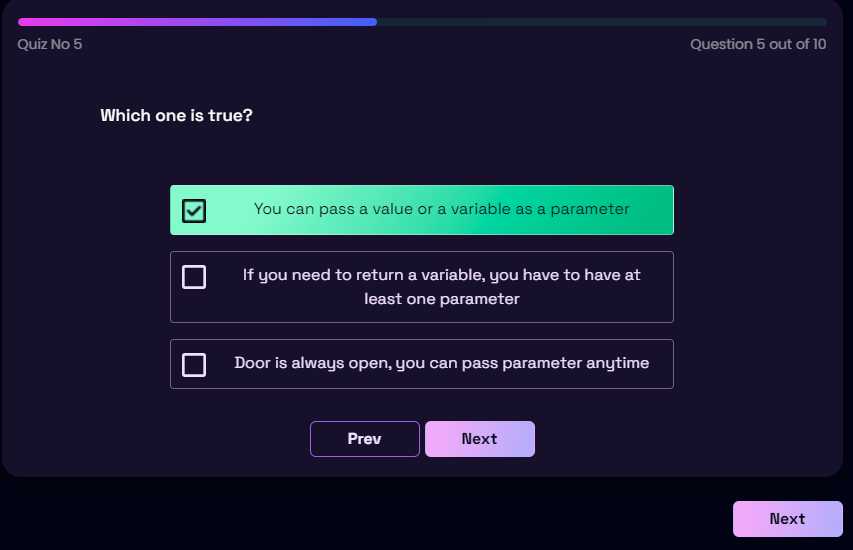 Quiz No 5
Question 5 out of 10
Which one is true?
You can pass a value or a variable as a parameter
If you need to return a variable, you have to have at
least one parameter
Door is always open, you can pass parameter anytime
Prev
Next
Next